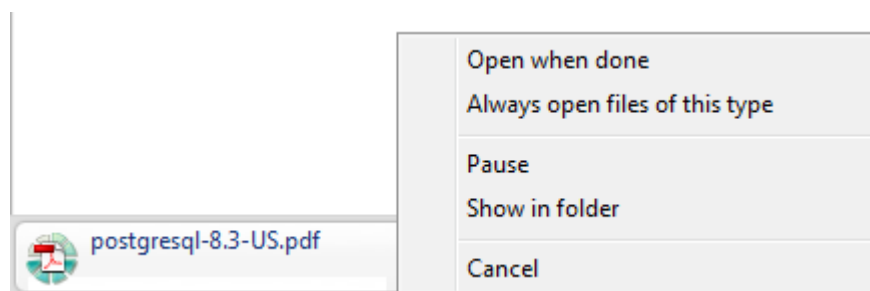 Open when done
Always open files of this type
Pause
Show in folder
Cancel
postgresql-8.3-US.pdf